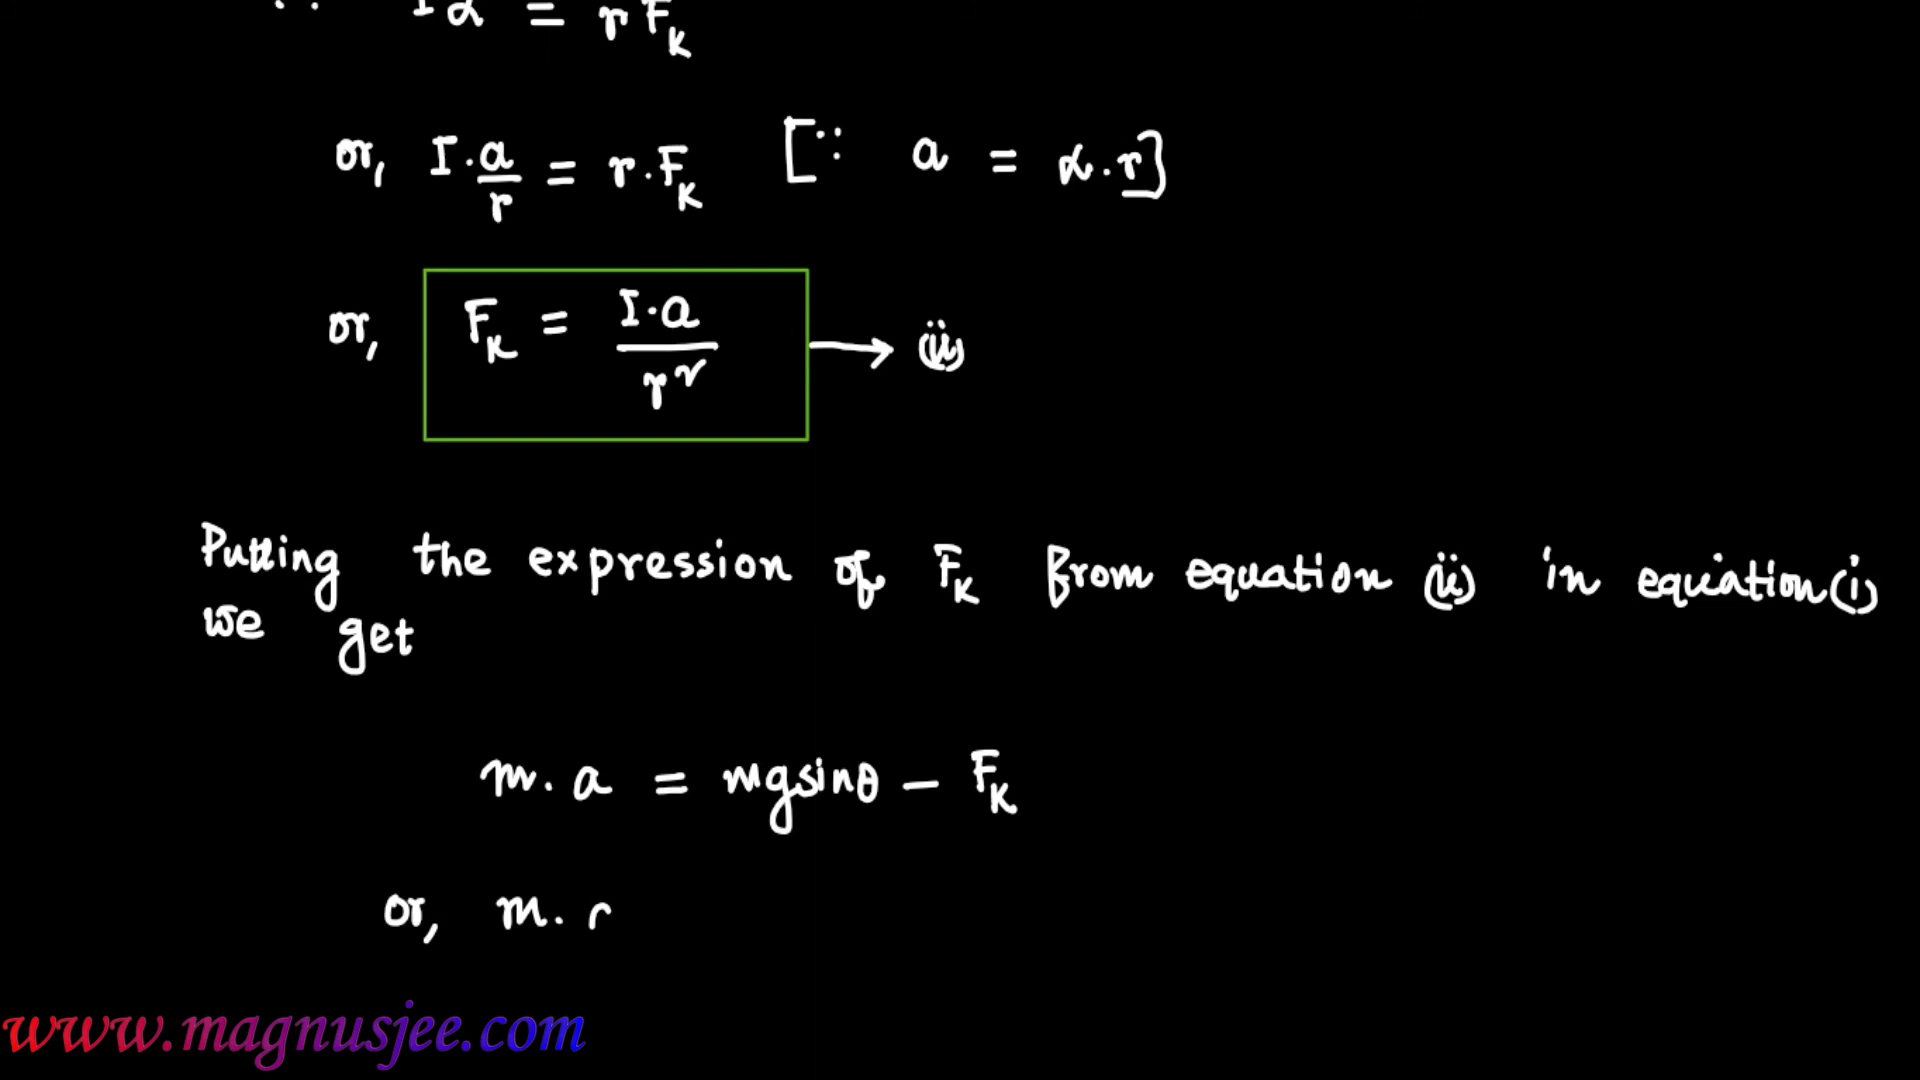 ∴ Iα = rF_k
or, I·a/r = r·F_k [∵ a = α·r]
or, F_k = I·a/r² → (ii)
Putting the expression of F_k from equation (ii) in equation (i)
we get
m·a = mgsinθ − F_k
or, m·
www.magnusjee.com